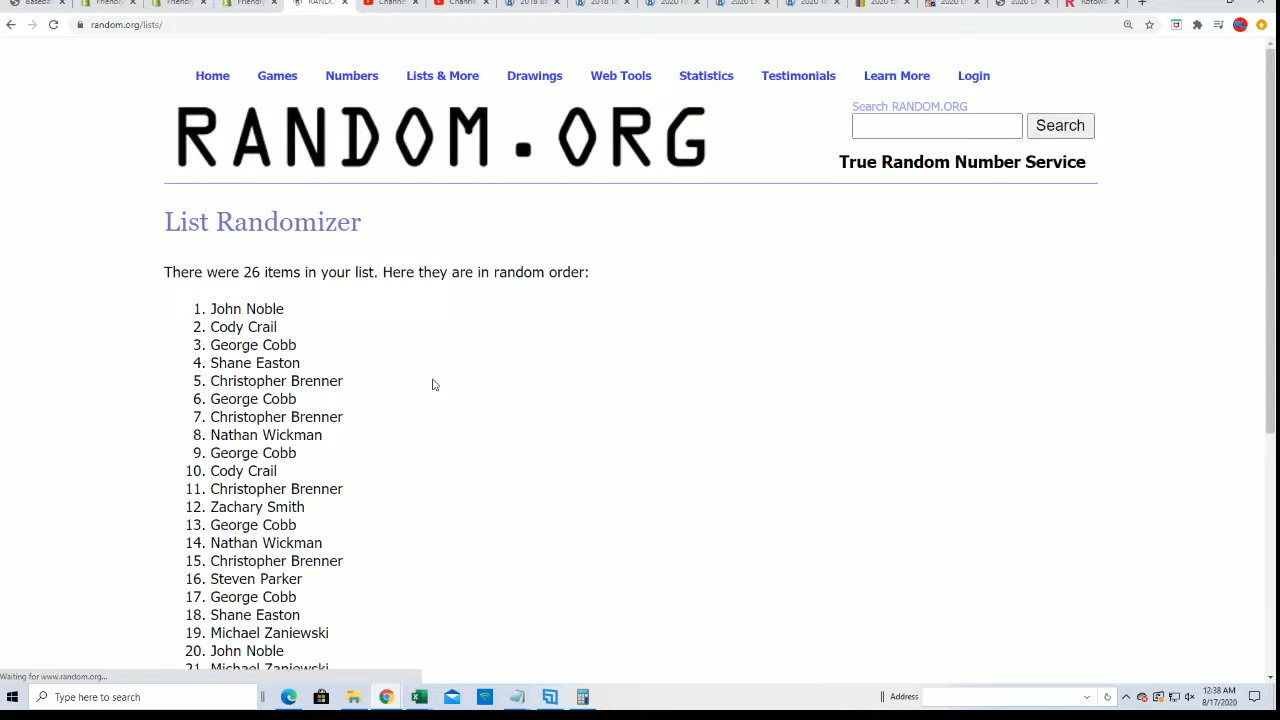 random.org/lists/
Home Games Numbers Lists & More Drawings Web Tools Statistics Testimonials Learn More Login
Search RANDOM.ORG
RANDOM.ORG
Search
True Random Number Service
List Randomizer
There were 26 items in your list. Here they are in random order:
1. John Noble
2. Cody Crail
3. George Cobb
4. Shane Easton
5. Christopher Brenner
6. George Cobb
7. Christopher Brenner
8. Nathan Wickman
9. George Cobb
10. Cody Crail
11. Christopher Brenner
12. Zachary Smith
13. George Cobb
14. Nathan Wickman
15. Christopher Brenner
16. Steven Parker
17. George Cobb
18. Shane Easton
19. Michael Zaniewski
20. John Noble
21. Michael Zaniewski
Waiting for www.random.org...
Type here to search
Address
12:38 AM
8/17/2020